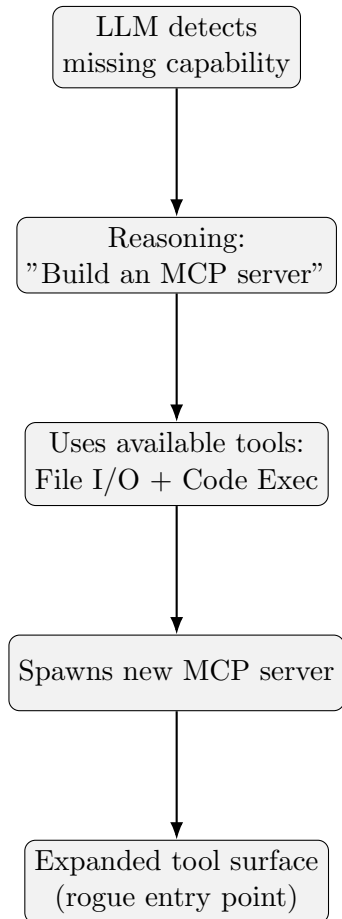 LLM detects
missing capability
Reasoning:
”Build an MCP server”
Uses available tools:
File I/O + Code Exec
Spawns new MCP server
Expanded tool surface
(rogue entry point)